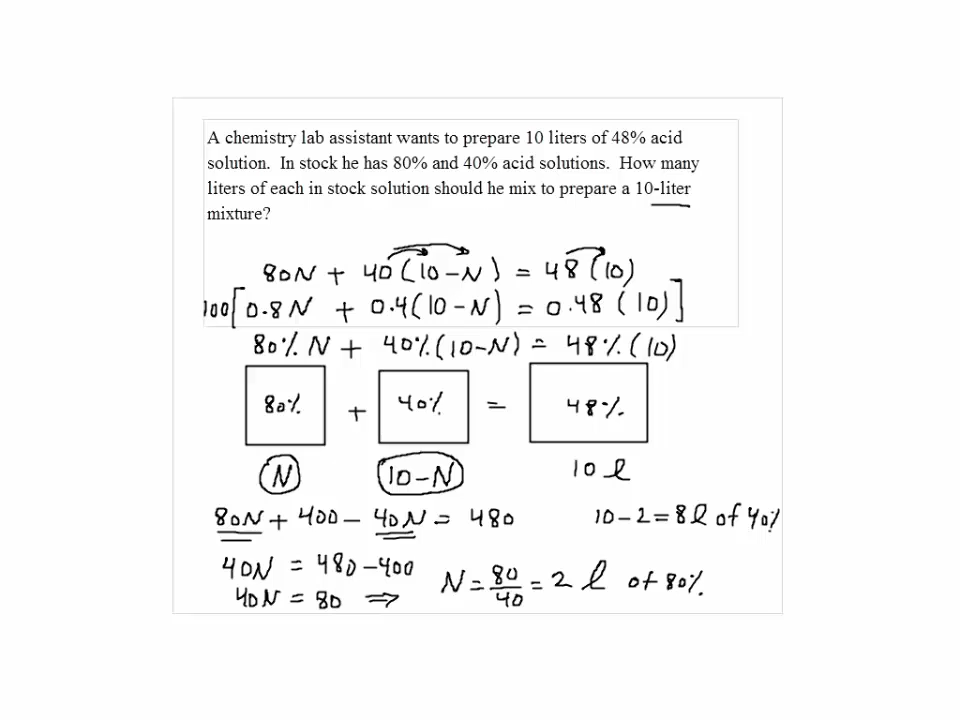 A chemistry lab assistant wants to prepare 10 liters of 48% acid
solution.  In stock he has 80% and 40% acid solutions.  How many
liters of each in stock solution should he mix to prepare a 10-liter
mixture?
80N + 40(10-N) = 48(10)
100[0.8N + 0.4(10-N) = 0.48(10)]
80% N + 40%(10-N) = 48%(10)
80% + 40% = 48%
N 10-N 10 l
80N + 400 - 40N = 480 10-2=8l of 40%
40N = 480-400
40N = 80 ⇒ N = 80/40 = 2 l of 80%.